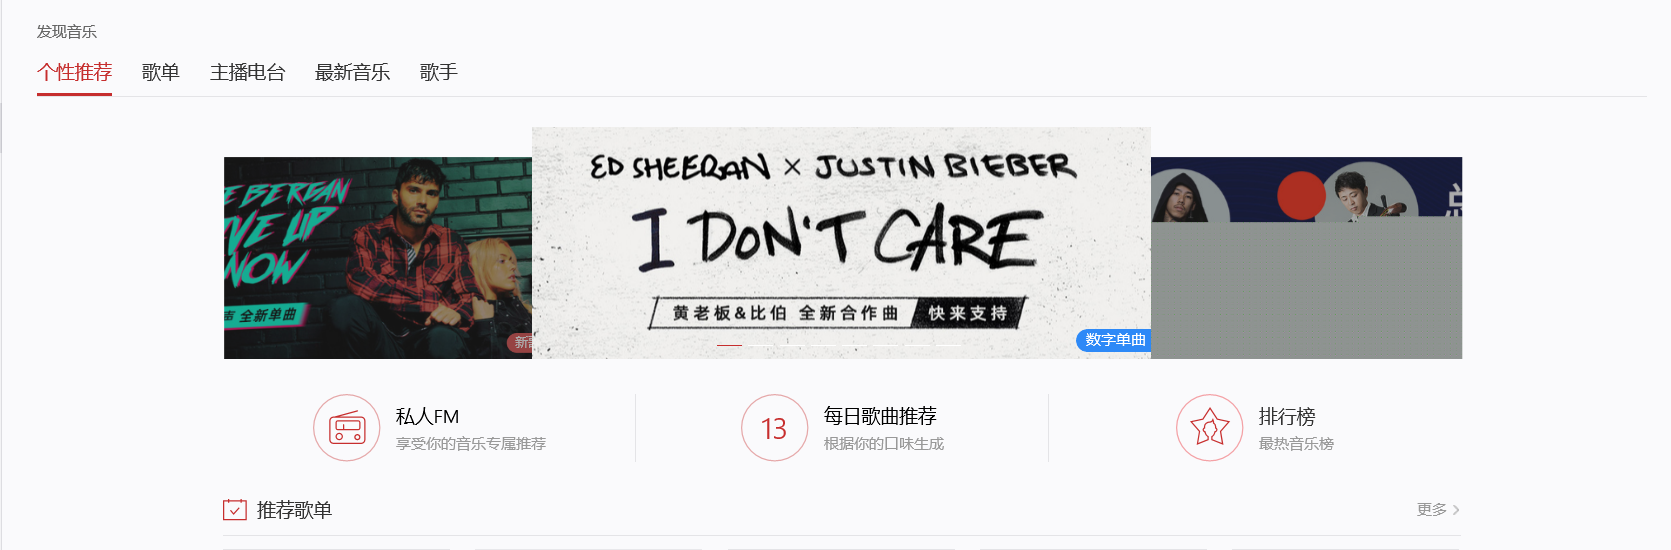 发现音乐
个性推荐 歌单 主播电台 最新音乐 歌手
E BERGAN
VE UP
NOW
声 全新单曲
ED SHEERAN × JUSTIN BIEBER
I DON'T CARE
黄老板&比伯 全新合作曲 快来支持
数字单曲
私人FM
享受你的音乐专属推荐
13
每日歌曲推荐
根据你的口味生成
排行榜
最热音乐榜
推荐歌单
更多